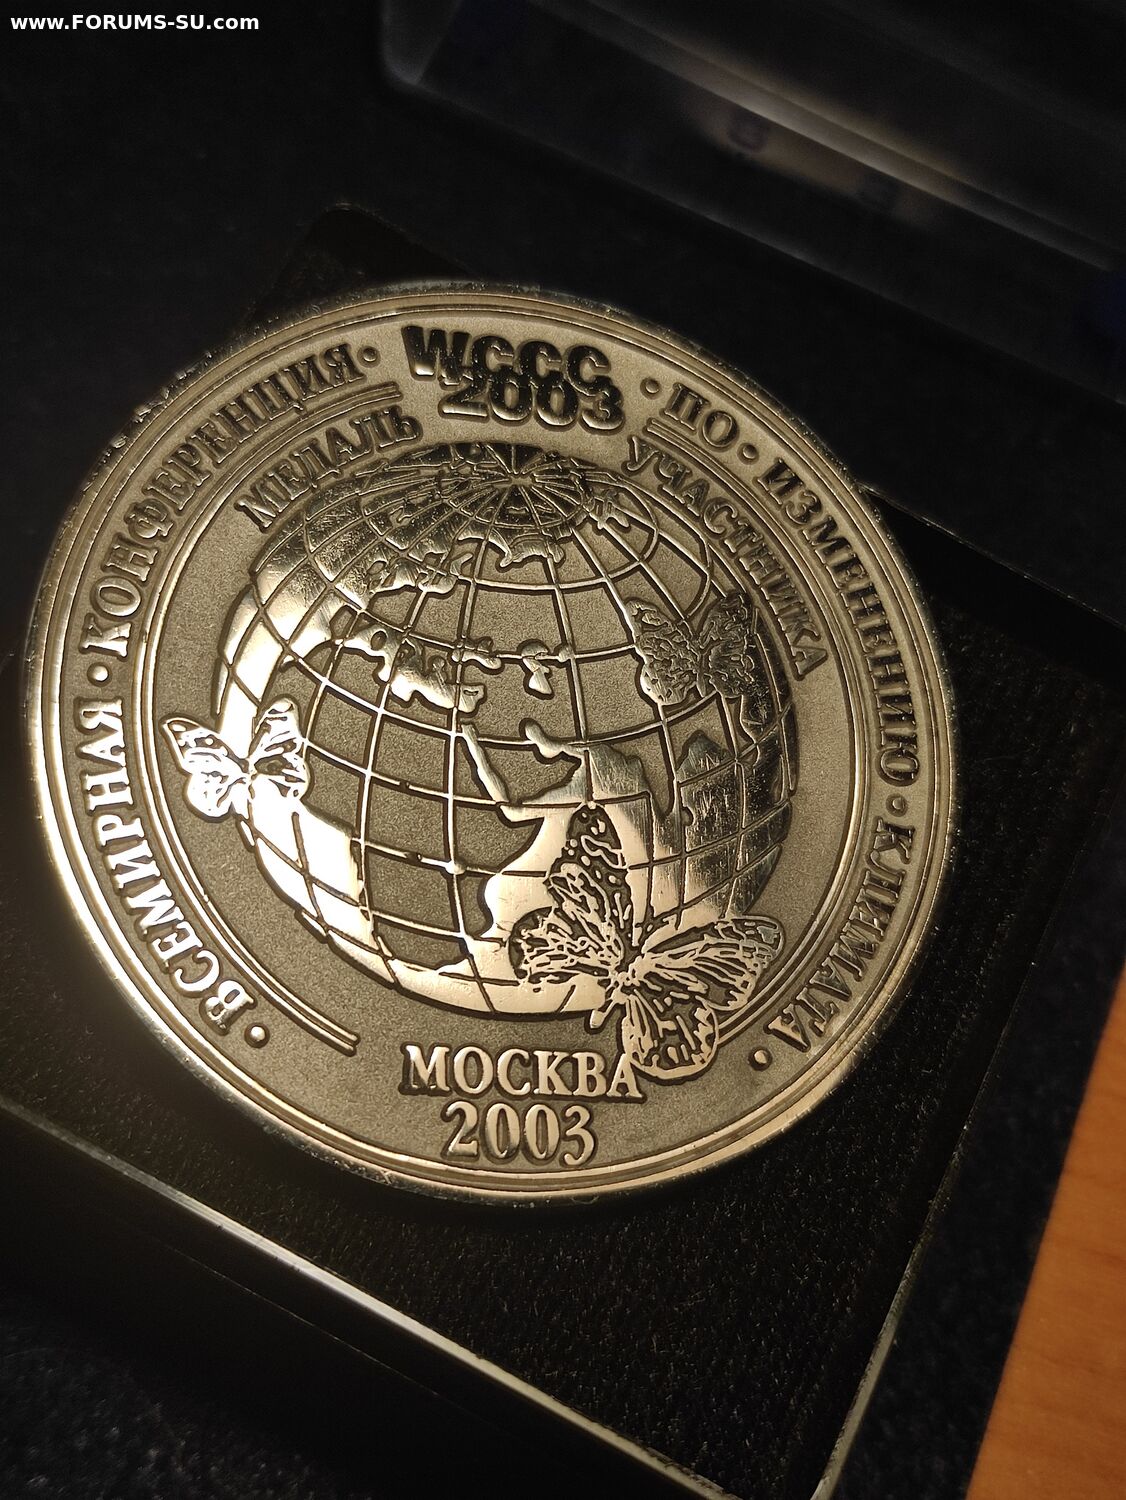 www.FORUMS-SU.com
WCCC
2003
• ВСЕМИРНАЯ • КОНФЕРЕНЦИЯ •
• ПО • ИЗМЕНЕНИЮ • КЛИМАТА •
МЕДАЛЬ
УЧАСТНИКА
МОСКВА
2003